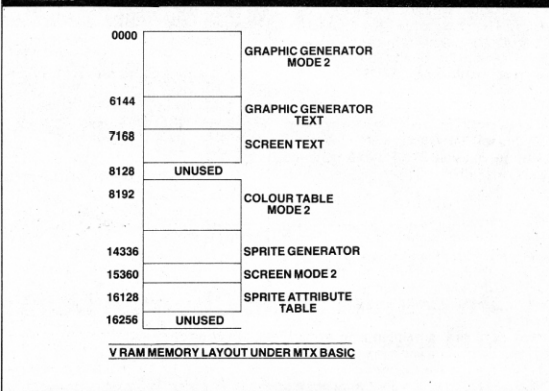 0000
GRAPHIC GENERATOR
MODE 2
6144
GRAPHIC GENERATOR
TEXT
7168
SCREEN TEXT
8128 UNUSED
8192
COLOUR TABLE
MODE 2
14336 SPRITE GENERATOR
15360 SCREEN MODE 2
16128 SPRITE ATTRIBUTE
TABLE
16256 UNUSED
V RAM MEMORY LAYOUT UNDER MTX BASIC